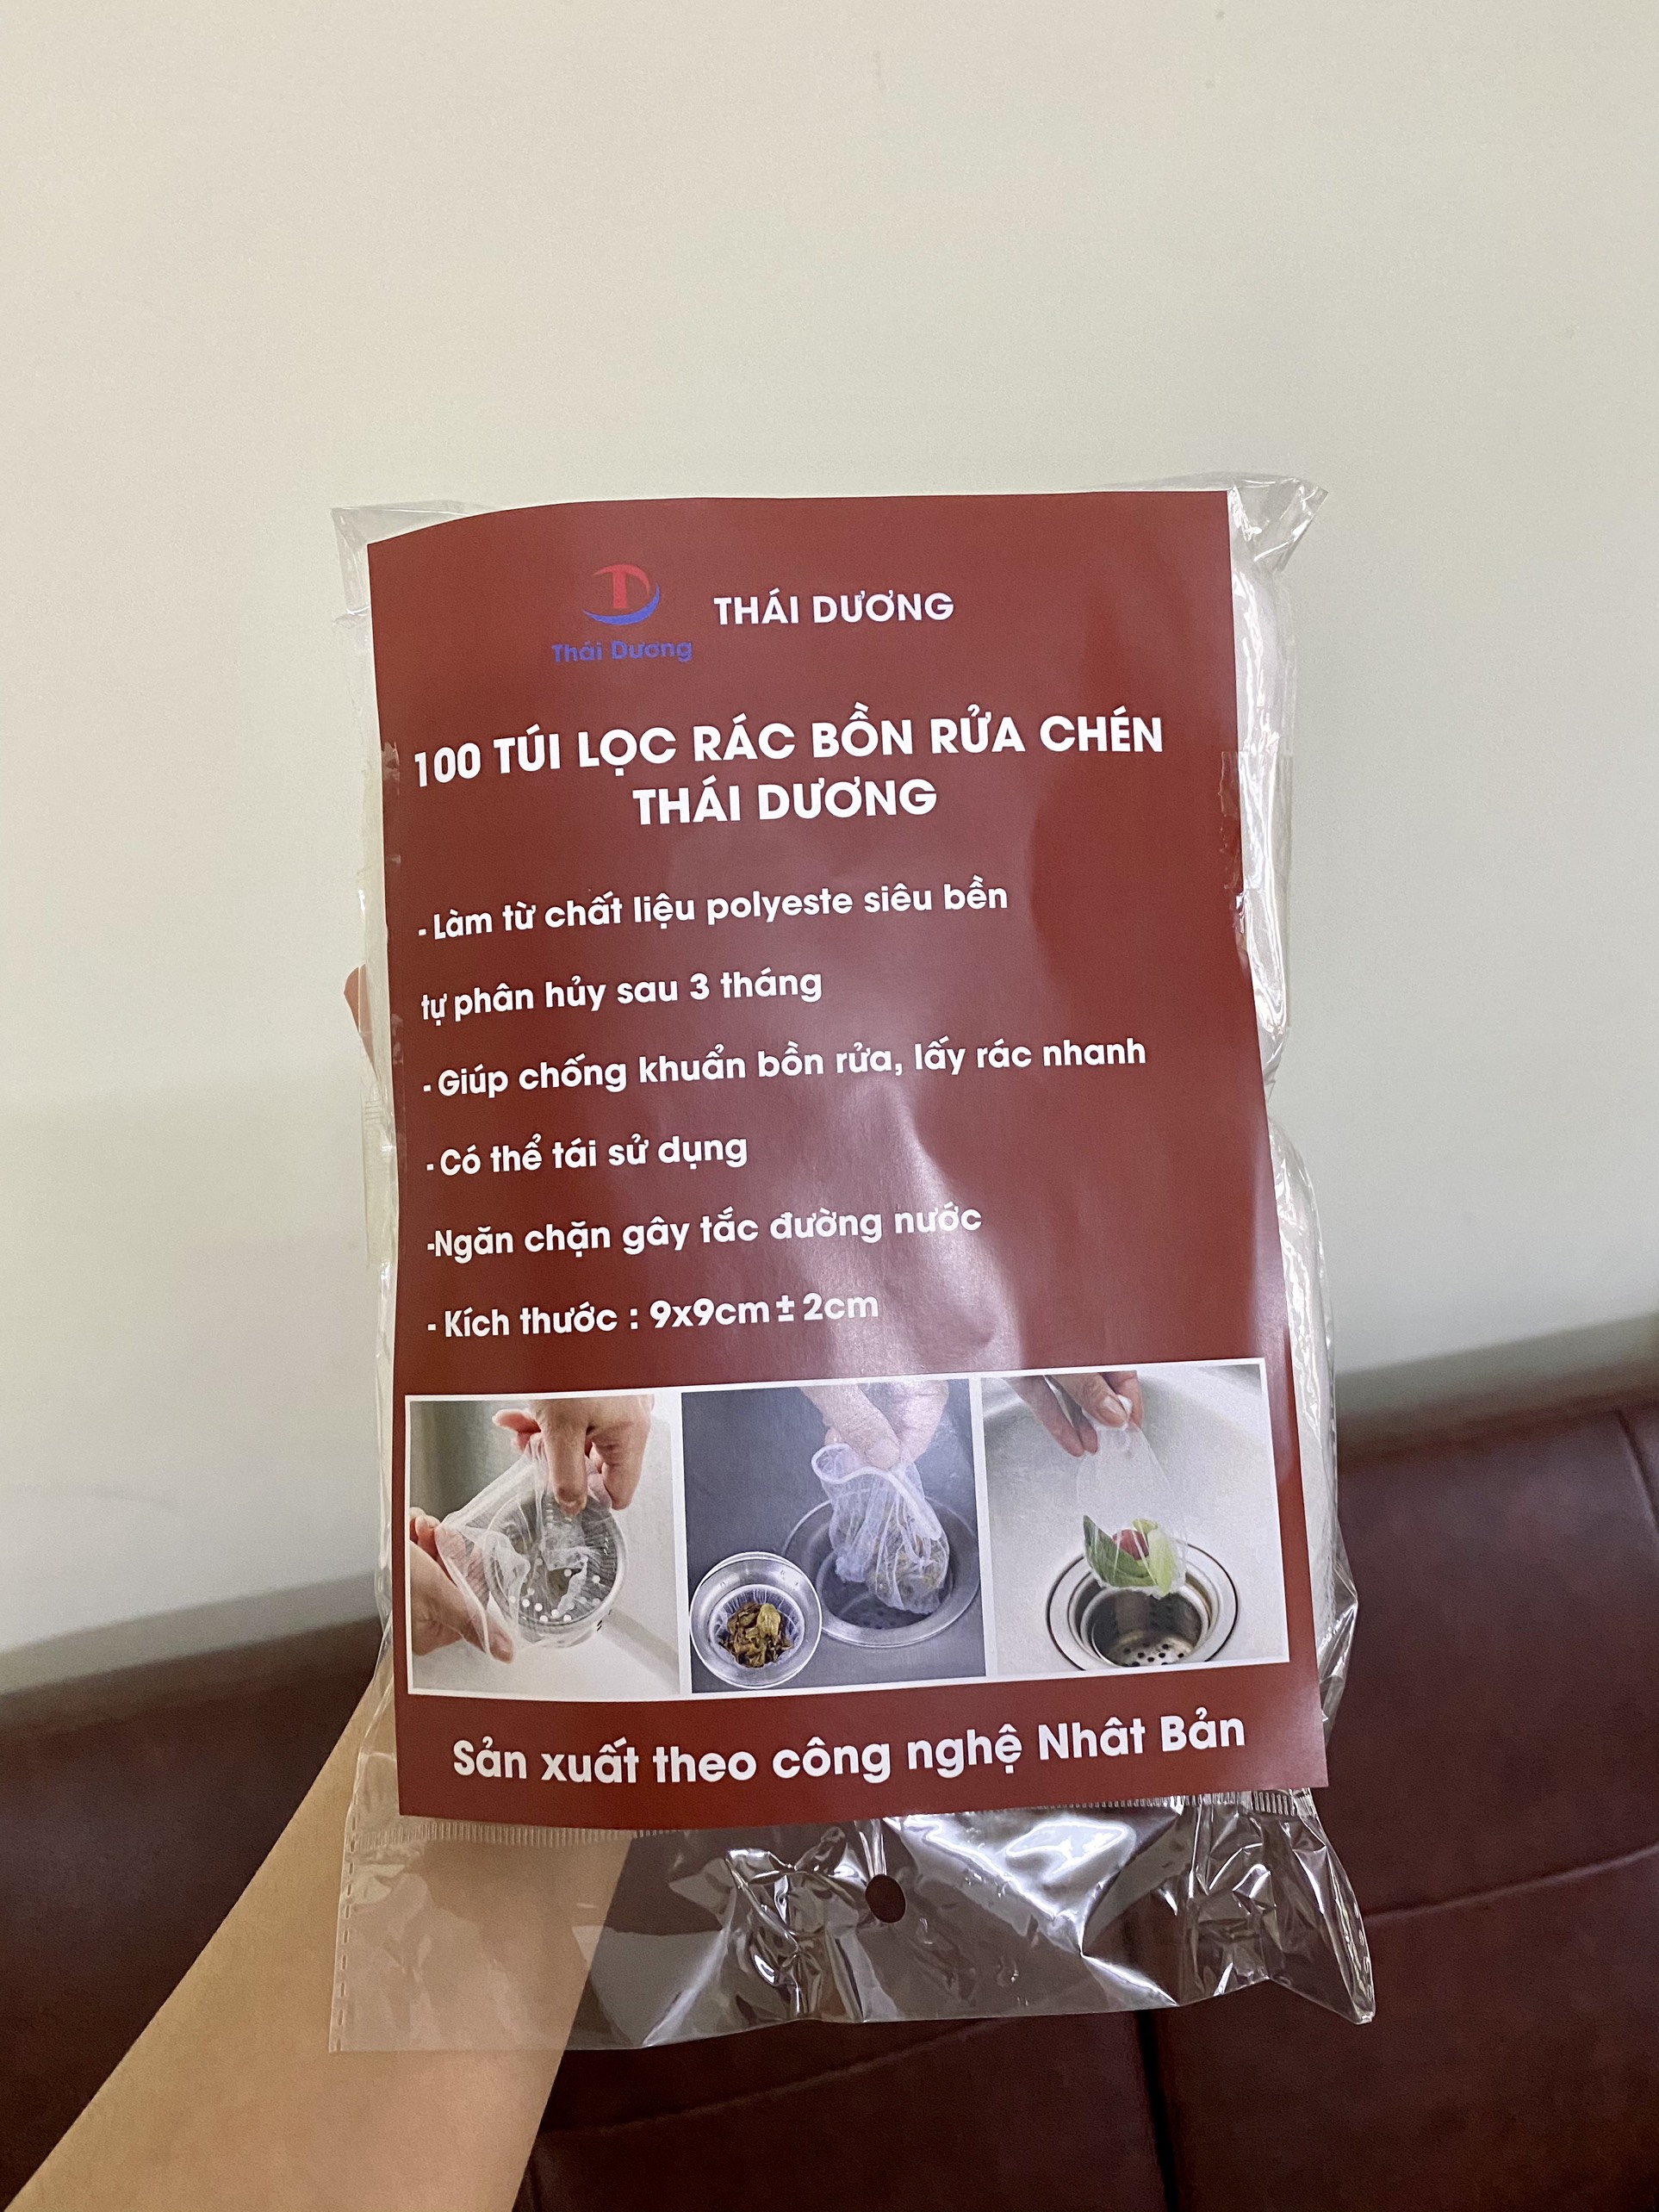 Thái Dương
THÁI DƯƠNG
100 TÚI LỌC RÁC BỒN RỬA CHÉN
THÁI DƯƠNG
- Làm từ chất liệu polyeste siêu bền
tự phân hủy sau 3 tháng
- Giúp chống khuẩn bồn rửa, lấy rác nhanh
- Có thể tái sử dụng
-Ngăn chặn gây tắc đường nước
- Kích thước : 9x9cm ± 2cm
Sản xuất theo công nghệ Nhât Bản